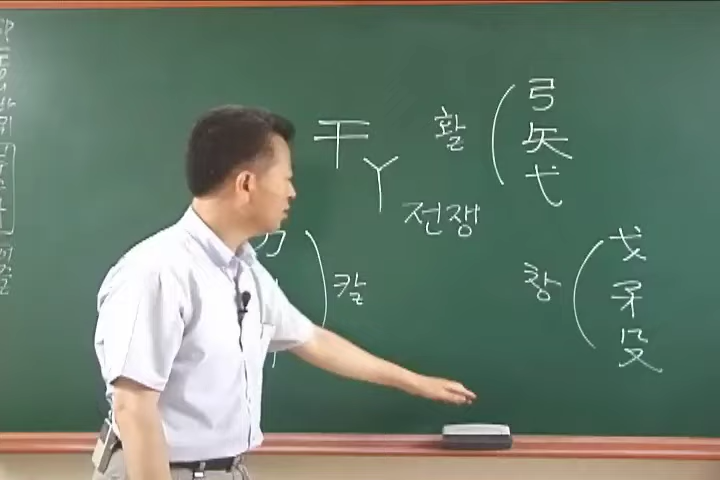 干
丫
전쟁
활 ( 弓
矢
弋
刀
) 칼
창 ( 戈
矛
殳